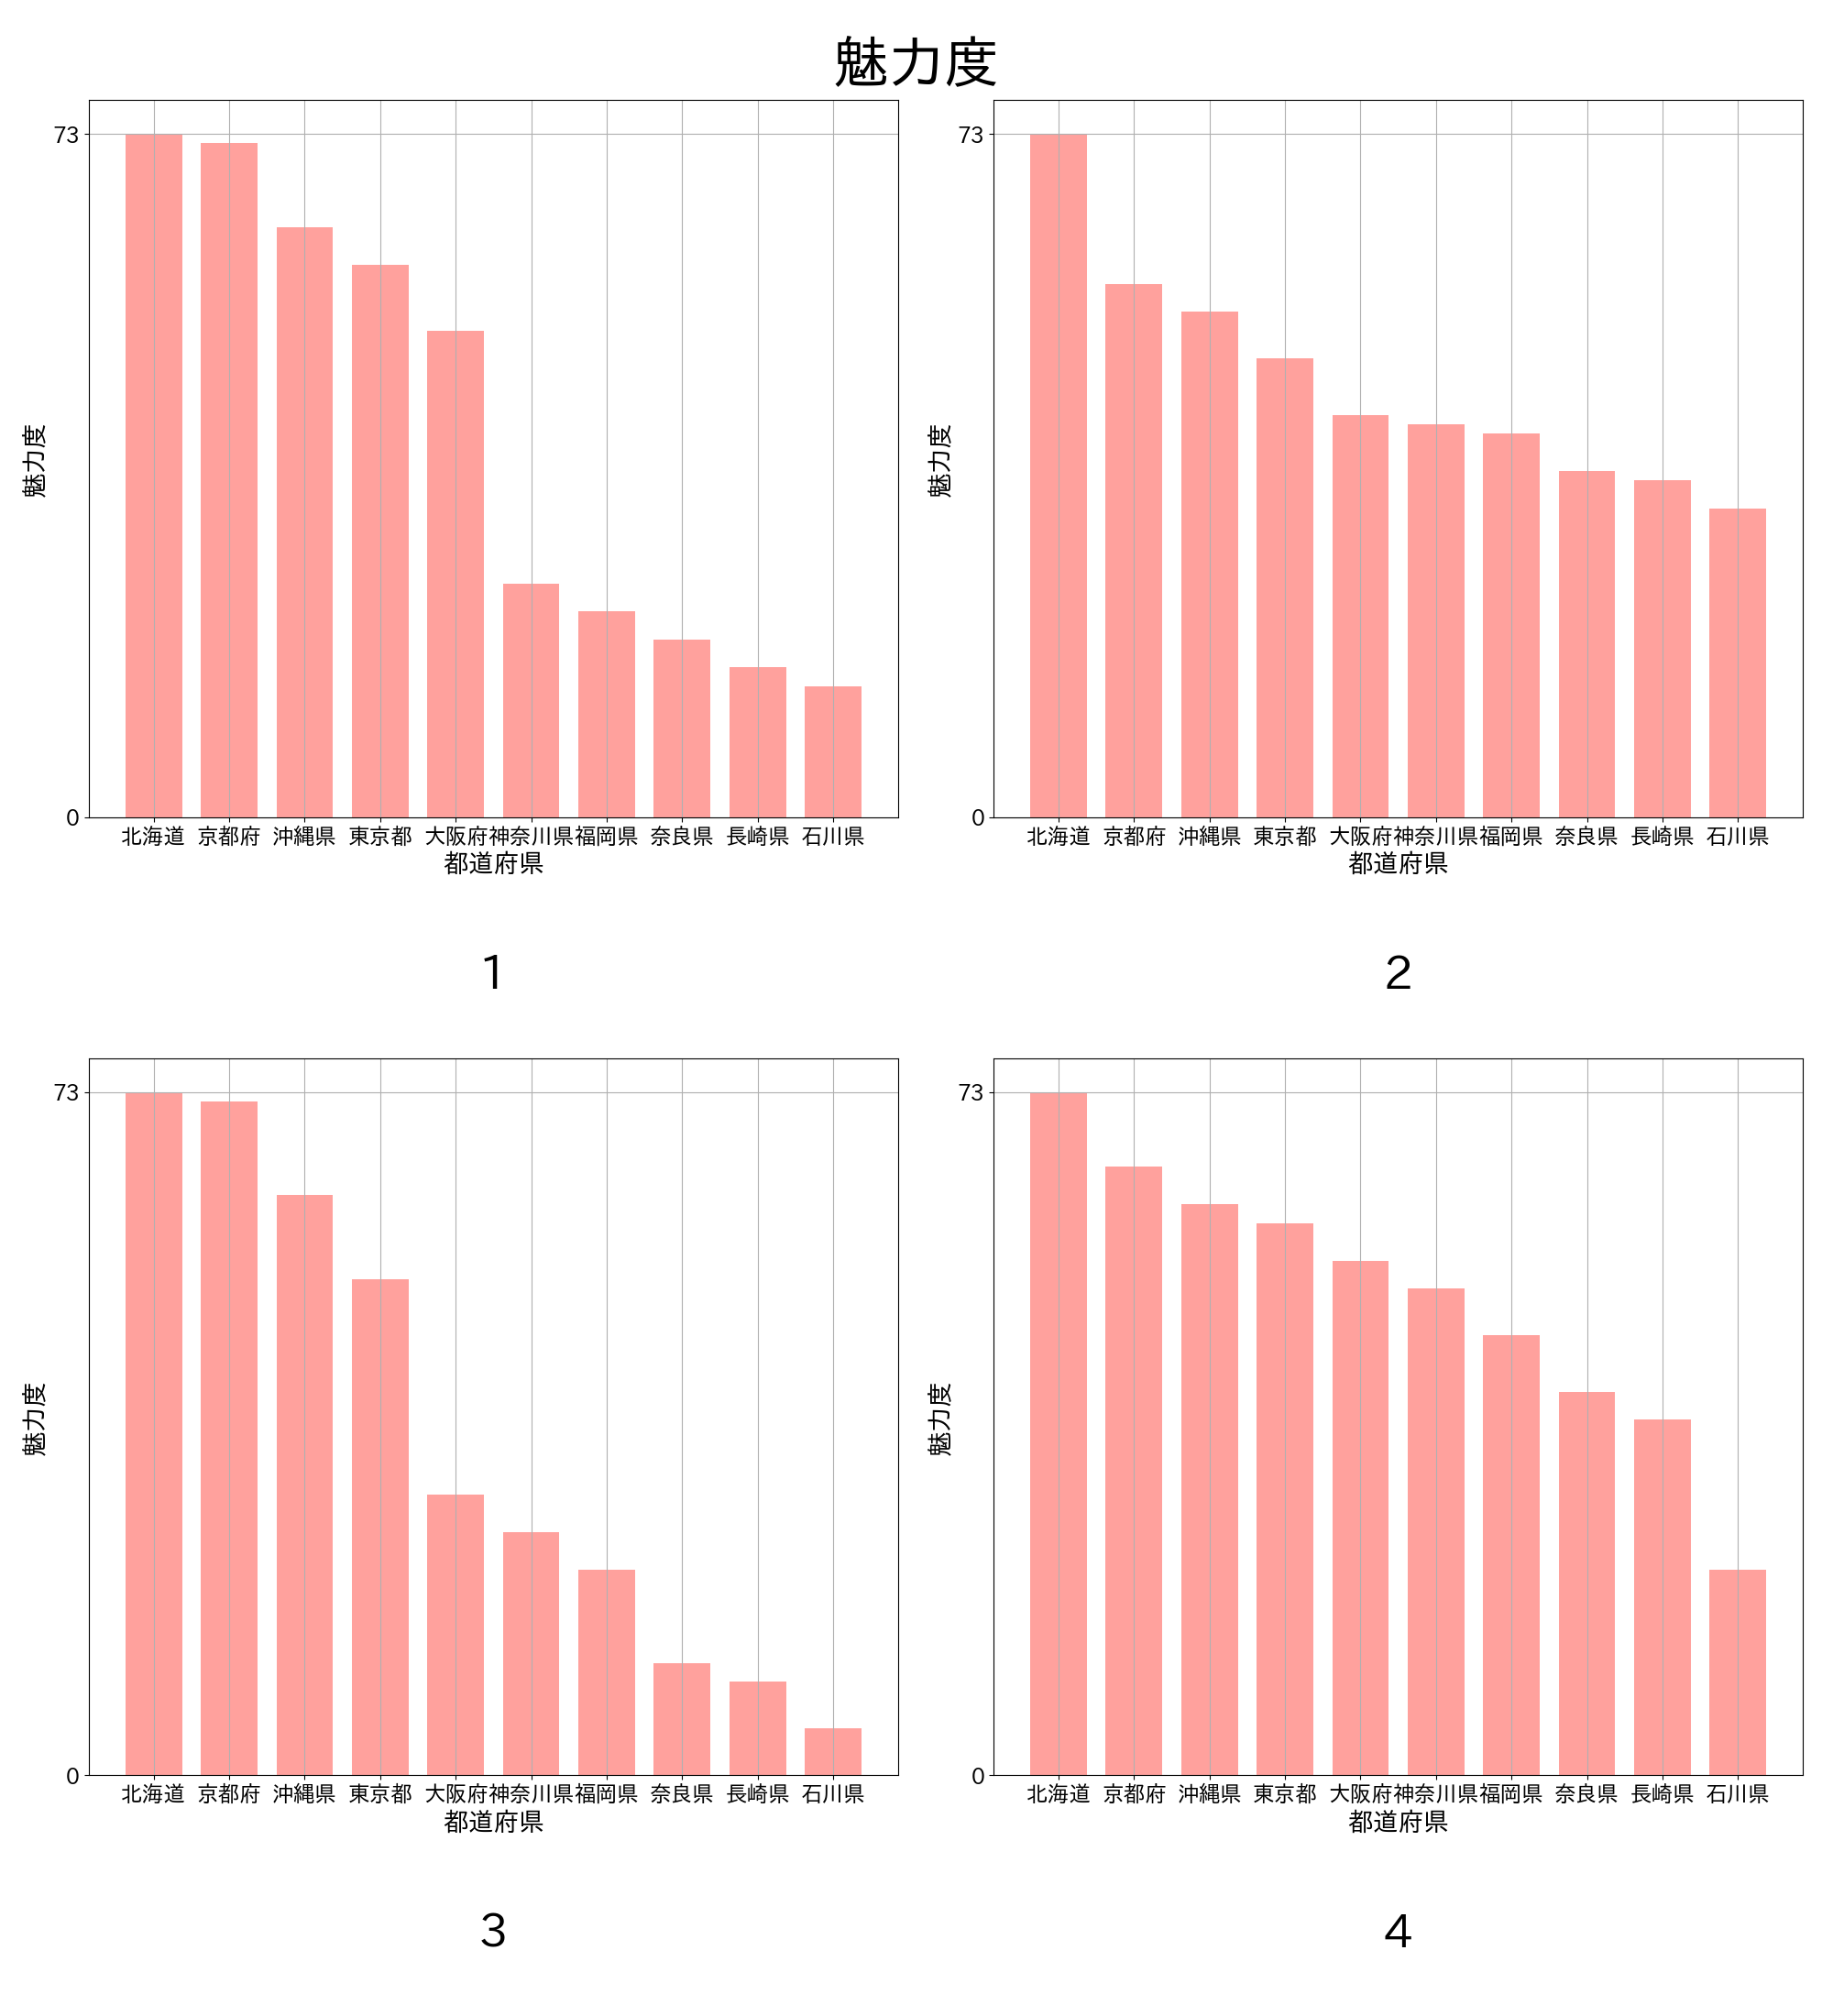 魅力度
73
0
魅力度
北海道 京都府 沖縄県 東京都 大阪府 神奈川県 福岡県 奈良県 長崎県 石川県
都道府県
1
73
0
魅力度
北海道 京都府 沖縄県 東京都 大阪府 神奈川県 福岡県 奈良県 長崎県 石川県
都道府県
2
73
0
魅力度
北海道 京都府 沖縄県 東京都 大阪府 神奈川県 福岡県 奈良県 長崎県 石川県
都道府県
3
73
0
魅力度
北海道 京都府 沖縄県 東京都 大阪府 神奈川県 福岡県 奈良県 長崎県 石川県
都道府県
4